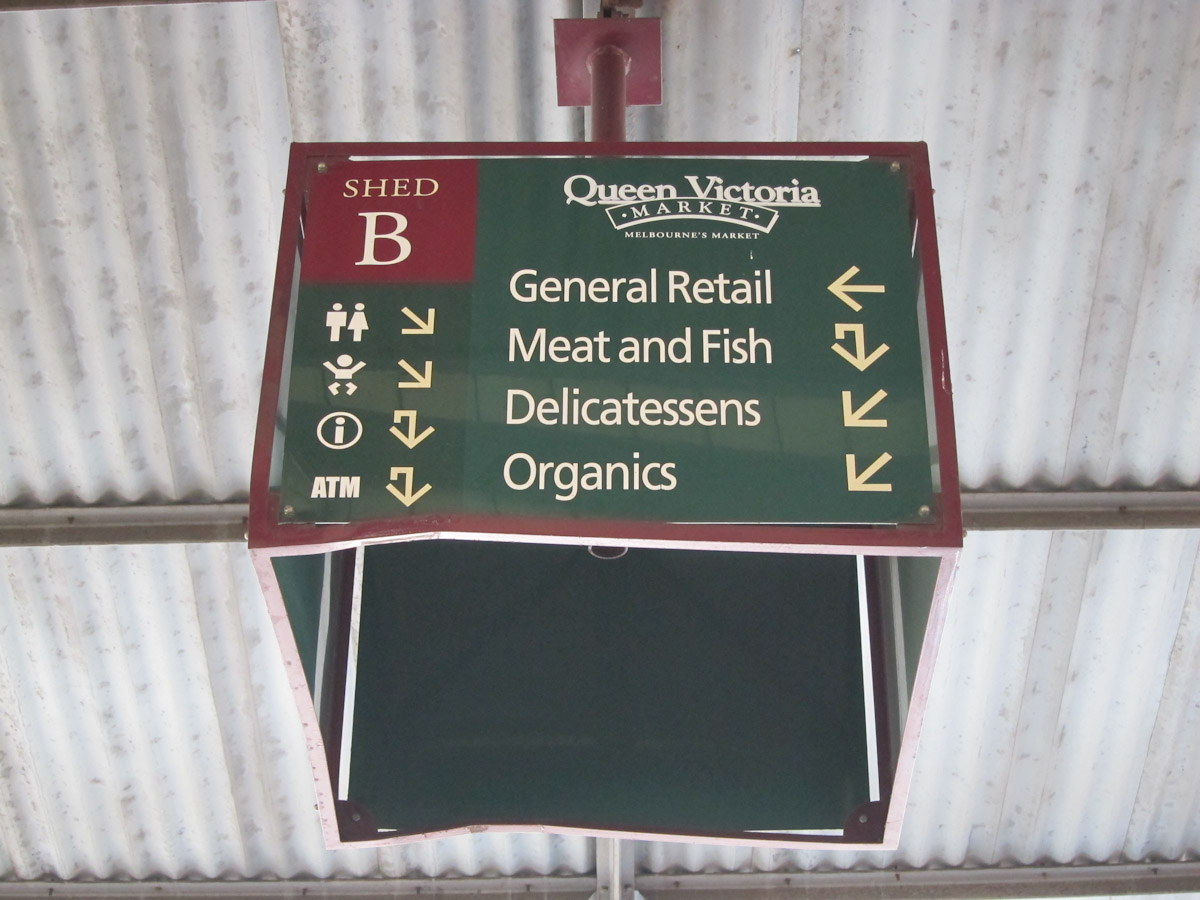 SHED
B
Queen Victoria
·MARKET·
MELBOURNE'S MARKET
General Retail
Meat and Fish
Delicatessens
Organics
i
ATM